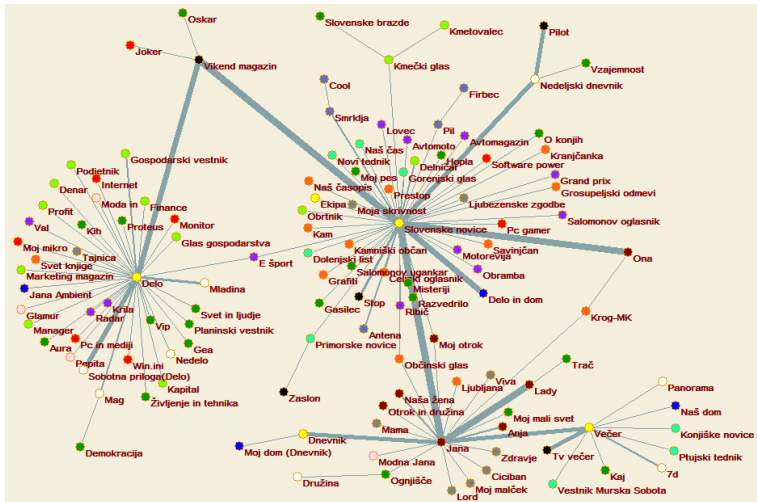 Oskar
Slovenske brazde
Kmetovalec
Pilot
Joker
Vikend magazin
Kmečki glas
Vzajemnost
Cool
Nedeljski dnevnik
Firbec
Smrklja
Lovec
Pil
Avtomagazin
O konjih
Gospodarski vestnik
Naš čas
Avtomoto
Kranjčanka
Podjetnik
Novi tednik
Delničar
Hopla
Software power
Internet
Moj pes
Gorenjski glas
Grand prix
Denar
Naš časopis
Prestop
Grosupeljski odmevi
Moda in
Finance
Ekipa
Moja skrivnost
Ljubezenske zgodbe
Profit
Obrtnik
Salomonov oglasnik
Val
Kih
Proteus
Monitor
Kam
Slovenske novice
Pc gamer
Moj mikro
Glas gospodarstva
Kamniški občan
Savinjčan
Tajnica
E šport
Dolenjski list
Motorevija
Ona
Svet knjige
Salomonov ugankar
Marketing magazin
Delo
Grafiti
Celjski oglasnik
Obramba
Mladina
Misteriji
Jana Ambient
Stop
Delo in dom
Glamur
Krila
Gasilec
Razvedrilo
Radar
Svet in ljudje
Ribič
Krog-MK
Manager
Vip
Planinski vestnik
Antena
Aura
Pc in mediji
Gea
Primorske novice
Moj otrok
Pepita
Win.ini
Nedelo
Občinski glas
Trač
Sobotna priloga(Delo)
Ljubljana
Viva
Panorama
Kapital
Zaslon
Naša žena
Lady
Mag
Življenje in tehnika
Otrok in družina
Naš dom
Moj mali svet
Mama
Anja
Večer
Konjiške novice
Dnevnik
Jana
Demokracija
Moj dom (Dnevnik)
Zdravje
Tv večer
Ptujski tednik
Modna Jana
Ciciban
Kaj
7d
Družina
Ognjišče
Moj malček
Vestnik Murska Sobota
Lord